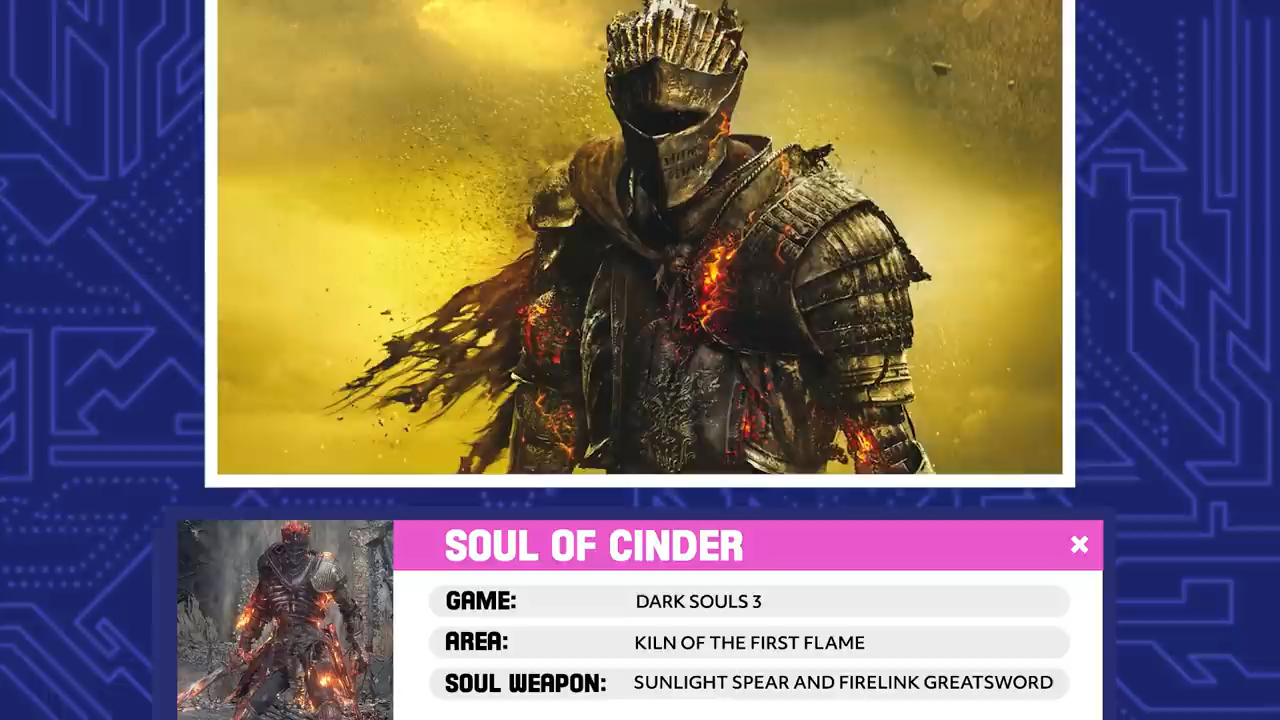 SOUL OF CINDER
GAME: DARK SOULS 3
AREA: KILN OF THE FIRST FLAME
SOUL WEAPON: SUNLIGHT SPEAR AND FIRELINK GREATSWORD